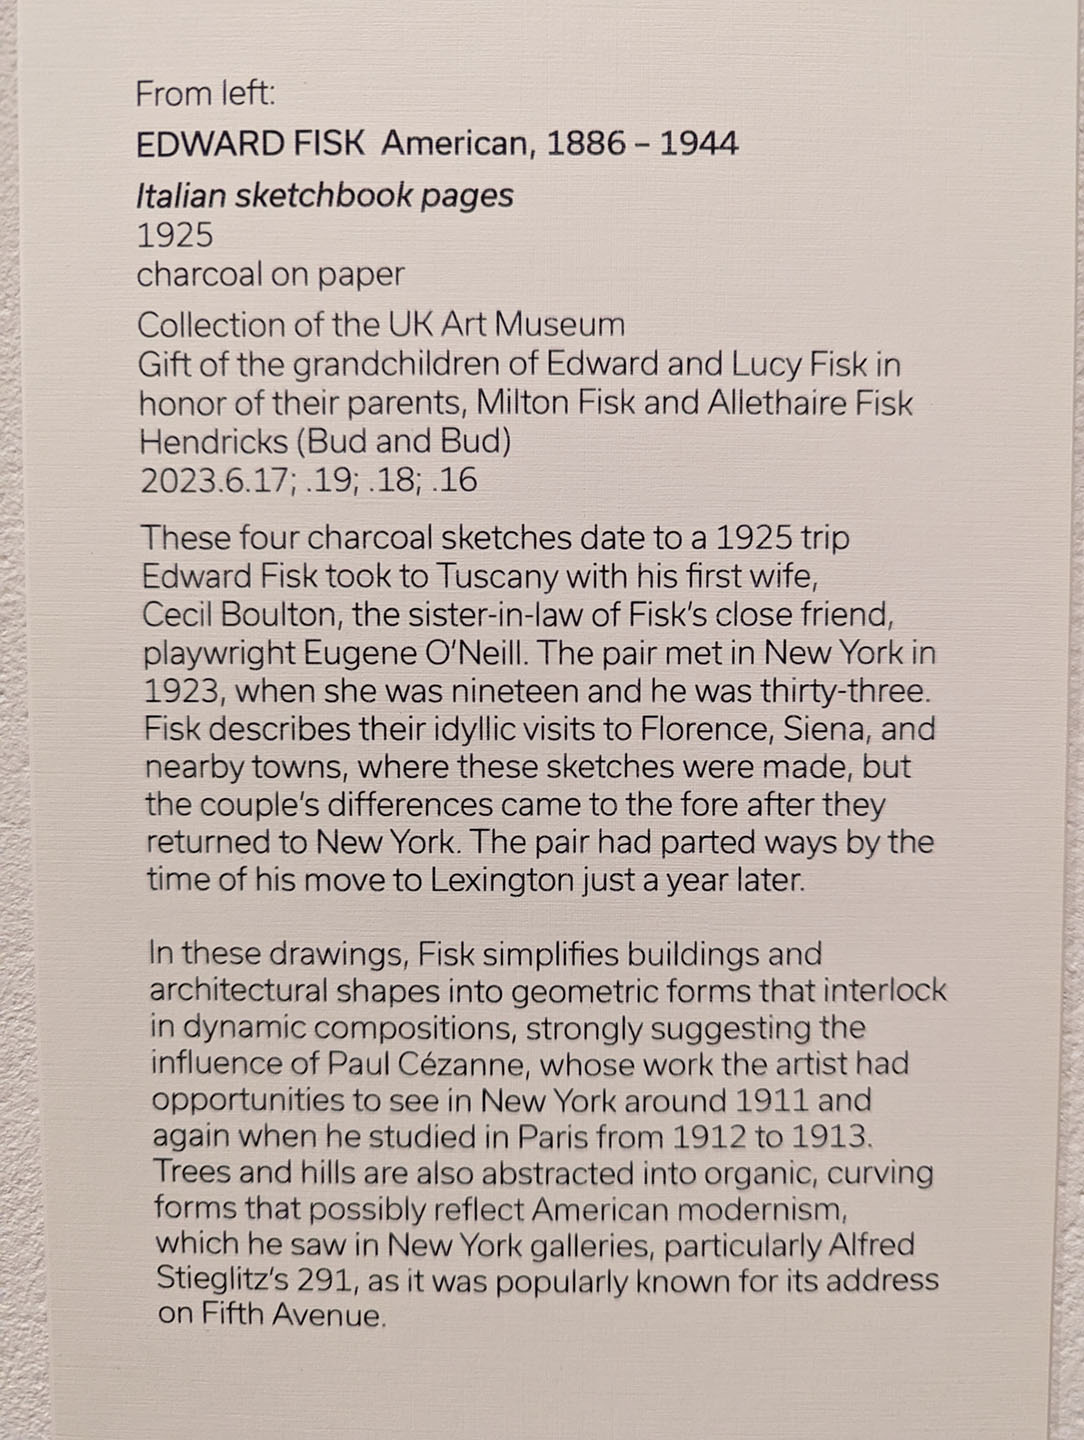 From left:
EDWARD FISK American, 1886 – 1944
Italian sketchbook pages
1925
charcoal on paper
Collection of the UK Art Museum
Gift of the grandchildren of Edward and Lucy Fisk in
honor of their parents, Milton Fisk and Allethaire Fisk
Hendricks (Bud and Bud)
2023.6.17; .19; .18; .16
These four charcoal sketches date to a 1925 trip
Edward Fisk took to Tuscany with his first wife,
Cecil Boulton, the sister-in-law of Fisk's close friend,
playwright Eugene O'Neill. The pair met in New York in
1923, when she was nineteen and he was thirty-three.
Fisk describes their idyllic visits to Florence, Siena, and
nearby towns, where these sketches were made, but
the couple's differences came to the fore after they
returned to New York. The pair had parted ways by the
time of his move to Lexington just a year later.
In these drawings, Fisk simplifies buildings and
architectural shapes into geometric forms that interlock
in dynamic compositions, strongly suggesting the
influence of Paul Cézanne, whose work the artist had
opportunities to see in New York around 1911 and
again when he studied in Paris from 1912 to 1913.
Trees and hills are also abstracted into organic, curving
forms that possibly reflect American modernism,
which he saw in New York galleries, particularly Alfred
Stieglitz's 291, as it was popularly known for its address
on Fifth Avenue.